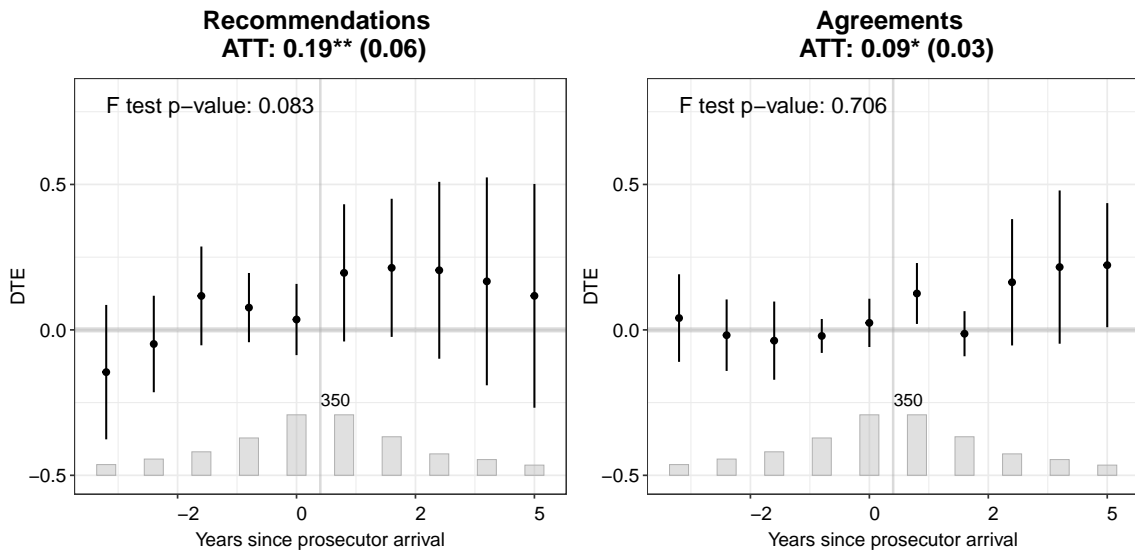 Recommendations
ATT: 0.19** (0.06)
F test p−value: 0.083
DTE
0.5
0.0
−0.5
350
−2
0
2
5
Years since prosecutor arrival
Agreements
ATT: 0.09* (0.03)
F test p−value: 0.706
DTE
0.5
0.0
−0.5
350
−2
0
2
5
Years since prosecutor arrival